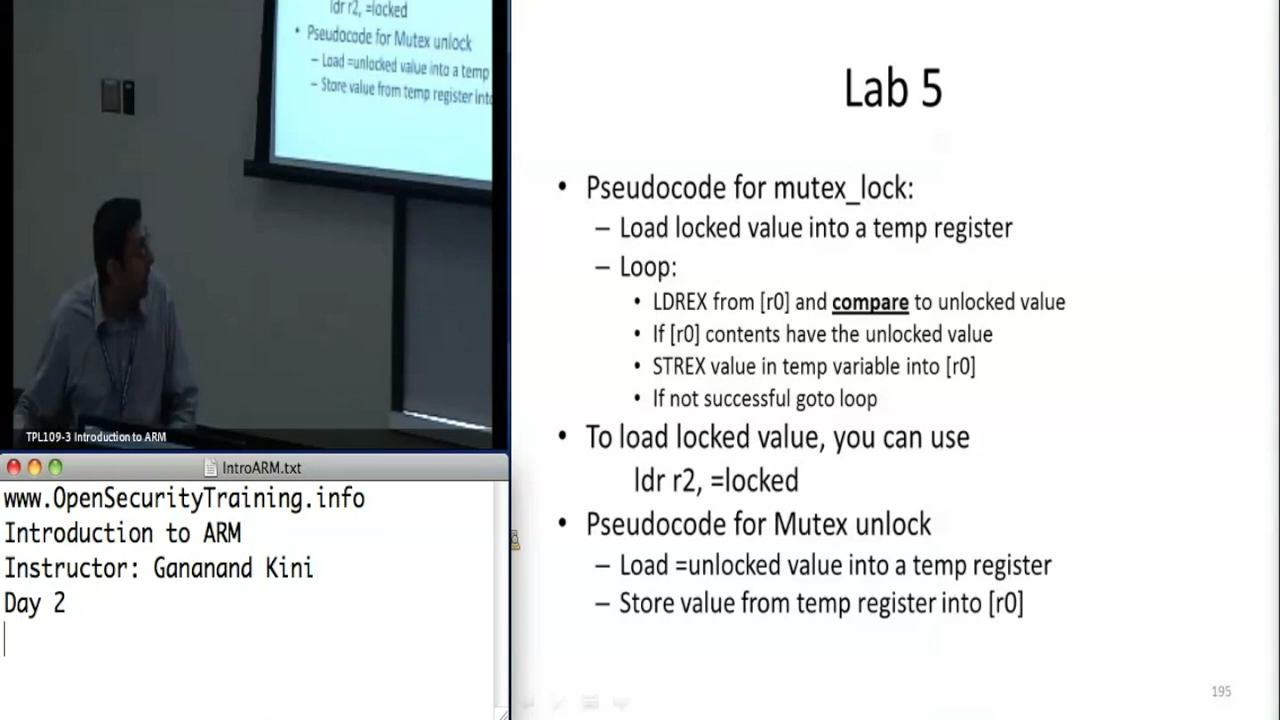 ldr r2, =locked
• Pseudocode for Mutex unlock
– Load =unlocked value into a temp
– Store value from temp register into
TPL109-3 Introduction to ARM
IntroARM.txt
www.OpenSecurityTraining.info
Introduction to ARM
Instructor: Gananand Kini
Day 2
Lab 5
• Pseudocode for mutex_lock:
– Load locked value into a temp register
– Loop:
• LDREX from [r0] and compare to unlocked value
• If [r0] contents have the unlocked value
• STREX value in temp variable into [r0]
• If not successful goto loop
• To load locked value, you can use
ldr r2, =locked
• Pseudocode for Mutex unlock
– Load =unlocked value into a temp register
– Store value from temp register into [r0]
195